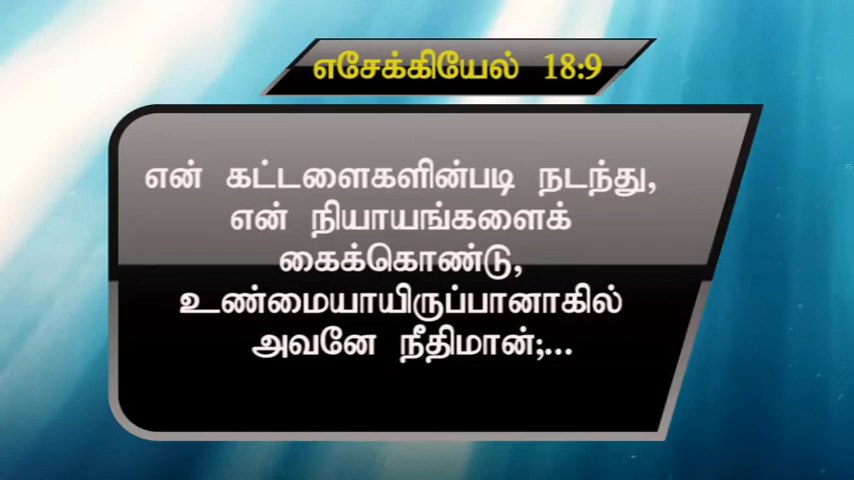 எசேக்கியேல் 18:9
என் கட்டளைகளின்படி நடந்து,
என் நியாயங்களைக்
கைக்கொண்டு,
உண்மையாயிருப்பானாகில்
அவனே நீதிமான்;...